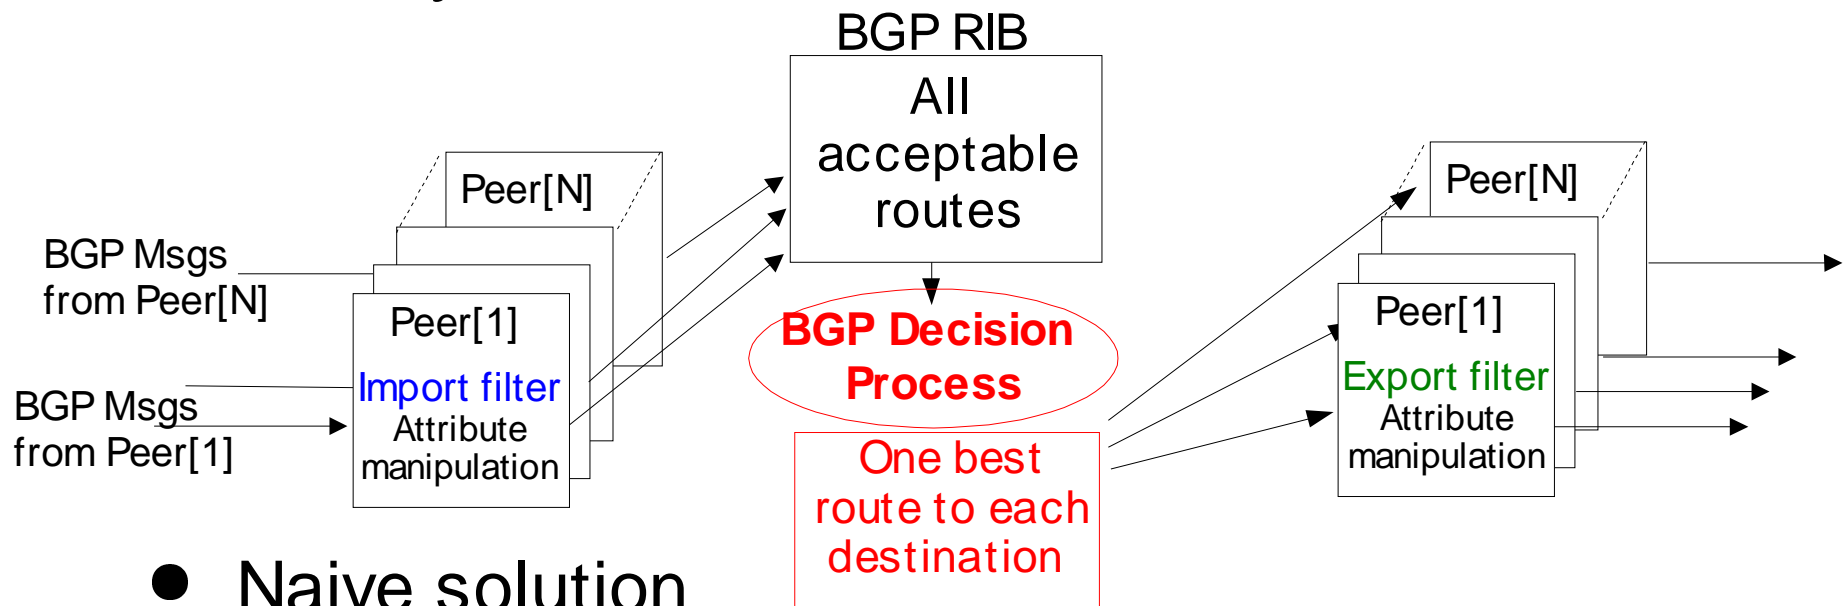 BGP RIB
All
acceptable
routes
Peer[N]
BGP Msgs
from Peer[N]
Peer[1]
Import filter
Attribute
manipulation
BGP Msgs
from Peer[1]
BGP Decision
Process
One best
route to each
destination
Peer[N]
Peer[1]
Export filter
Attribute
manipulation
• Naive solution